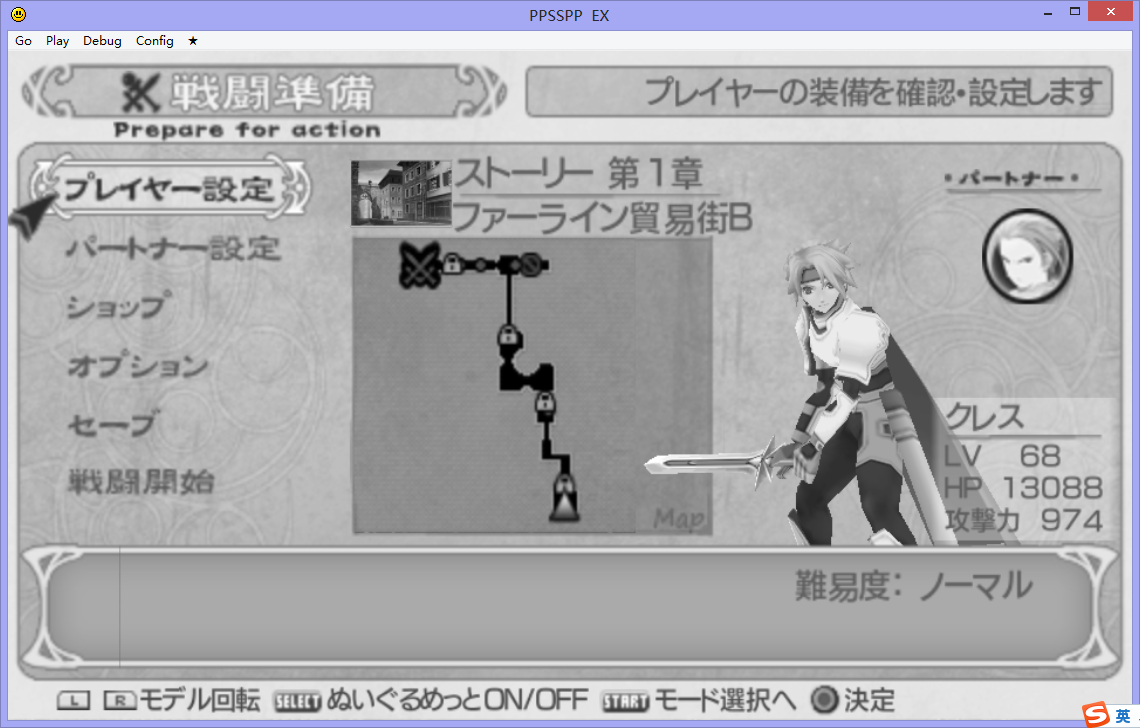 PPSSPP EX
Go Play Debug Config ★
戦闘準備
Prepare for action
プレイヤーの装備を確認・設定します
プレイヤー設定
パートナー設定
ショップ
オプション
セーブ
戦闘開始
ストーリー 第1章
ファーライン貿易街B
Map
・パートナー・
クレス
LV 68
HP 13088
攻撃力 974
難易度：ノーマル
L R モデル回転 SELECT ぬいぐるめっとON/OFF START モード選択へ 決定
S 英